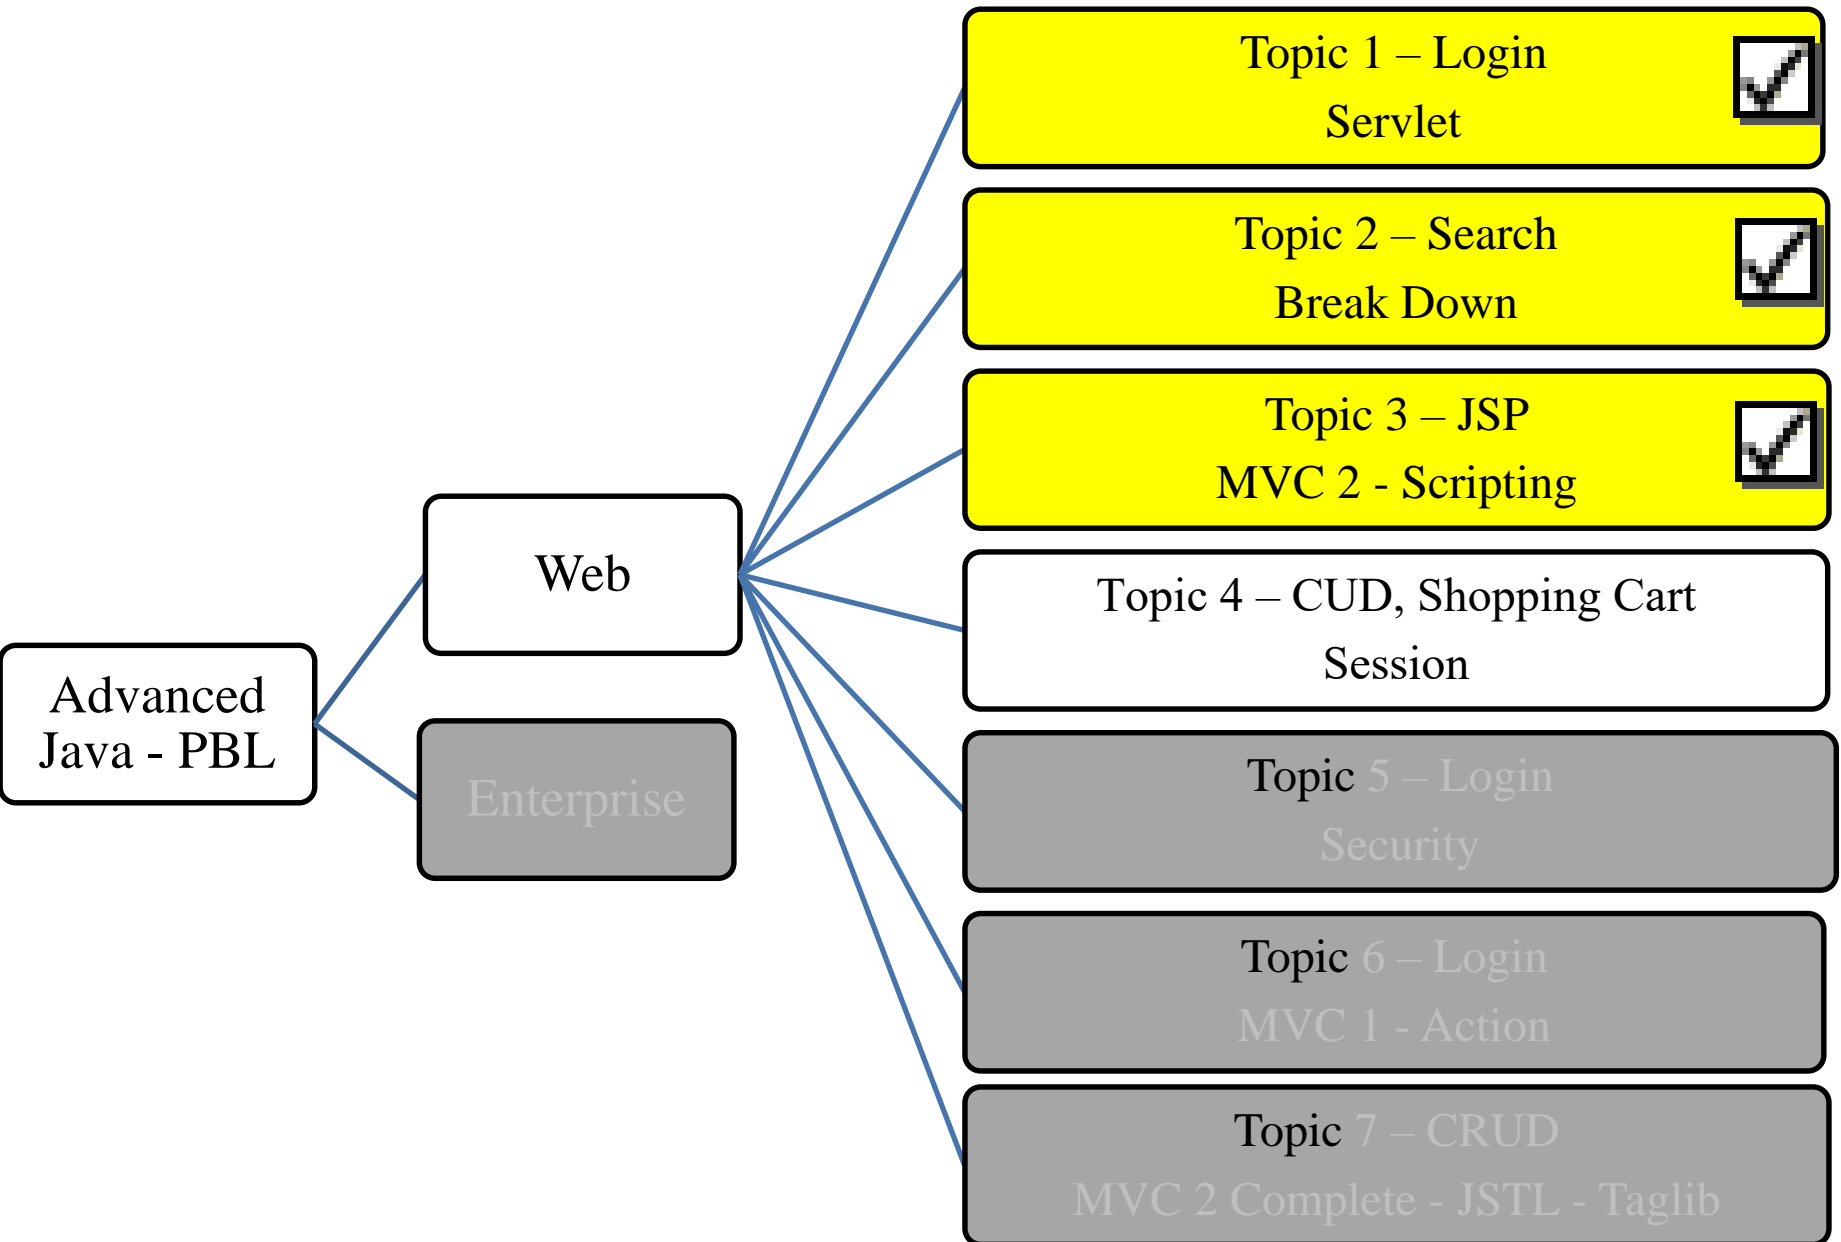 Advanced
Java - PBL
Web
Enterprise
Topic 1 – Login
Servlet
Topic 2 – Search
Break Down
Topic 3 – JSP
MVC 2 - Scripting
Topic 4 – CUD, Shopping Cart
Session
Topic 5 – Login
Security
Topic 6 – Login
MVC 1 - Action
Topic 7 – CRUD
MVC 2 Complete - JSTL - Taglib